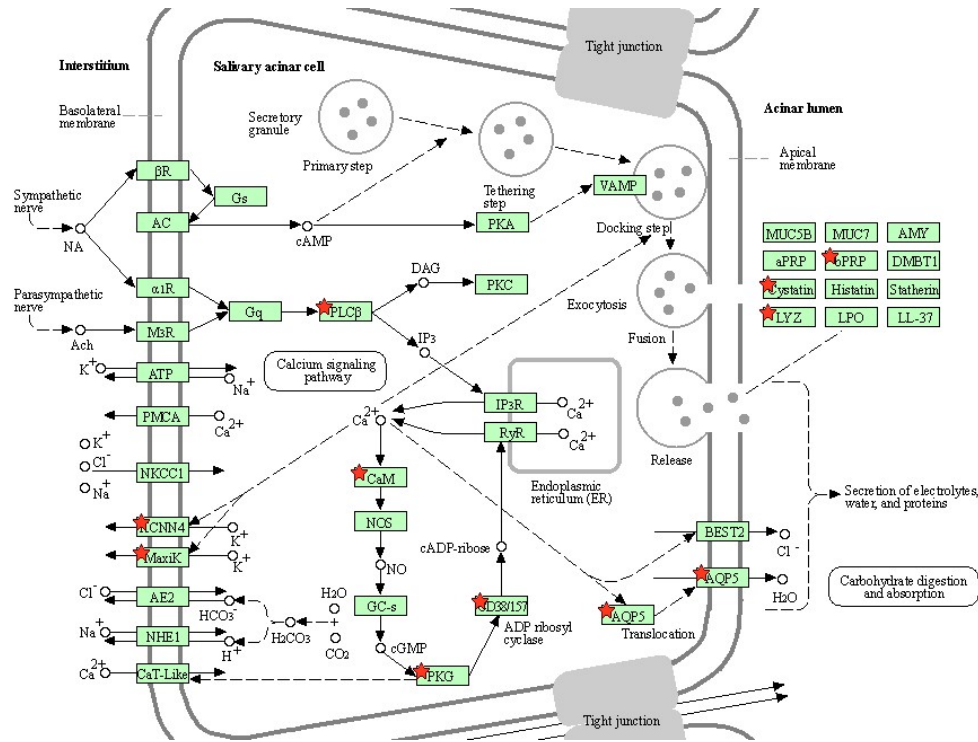 Tight junction
Interstitium
Salivary acinar cell
Basolateral
membrane
Secretory
granule
Primary step
Acinar lumen
Apical
membrane
Tethering
step
VAMP
Docking step
βR
Gs
Sympathetic
nerve
NA
AC
cAMP
PKA
MUC5B
MUC7
AMY
aPRP
bPRP
DMBT1
Cystatin
Histatin
Statherin
LYZ
LPO
LL-37
α1R
DAG
PKC
Exocytosis
Parasympathetic
nerve
Ach
M3R
Gq
PLCβ
IP3
Fusion
Calcium signaling
pathway
K+
ATP
Na+
PMCA
Ca2+
IP3R
Ca2+
Ca2+
RyR
Ca2+
K+
Cl-
Na+
NKCC1
Release
Endoplasmic
reticulum (ER)
CaM
Secretion of electrolytes,
water, and proteins
KCNN4
K+
MaxiK
K+
NOS
NO
cADP-ribose
BEST2
Cl -
AQP5
H2O
Carbohydrate digestion
and absorption
Cl-
AE2
HCO3-
H2O
CO2
H2CO3
GC-s
CD38/157
ADP ribosyl
cyclase
AQP5
Translocation
Na+
NHE1
H+
cGMP
Ca2+
CaT-Like
PKG
Tight junction